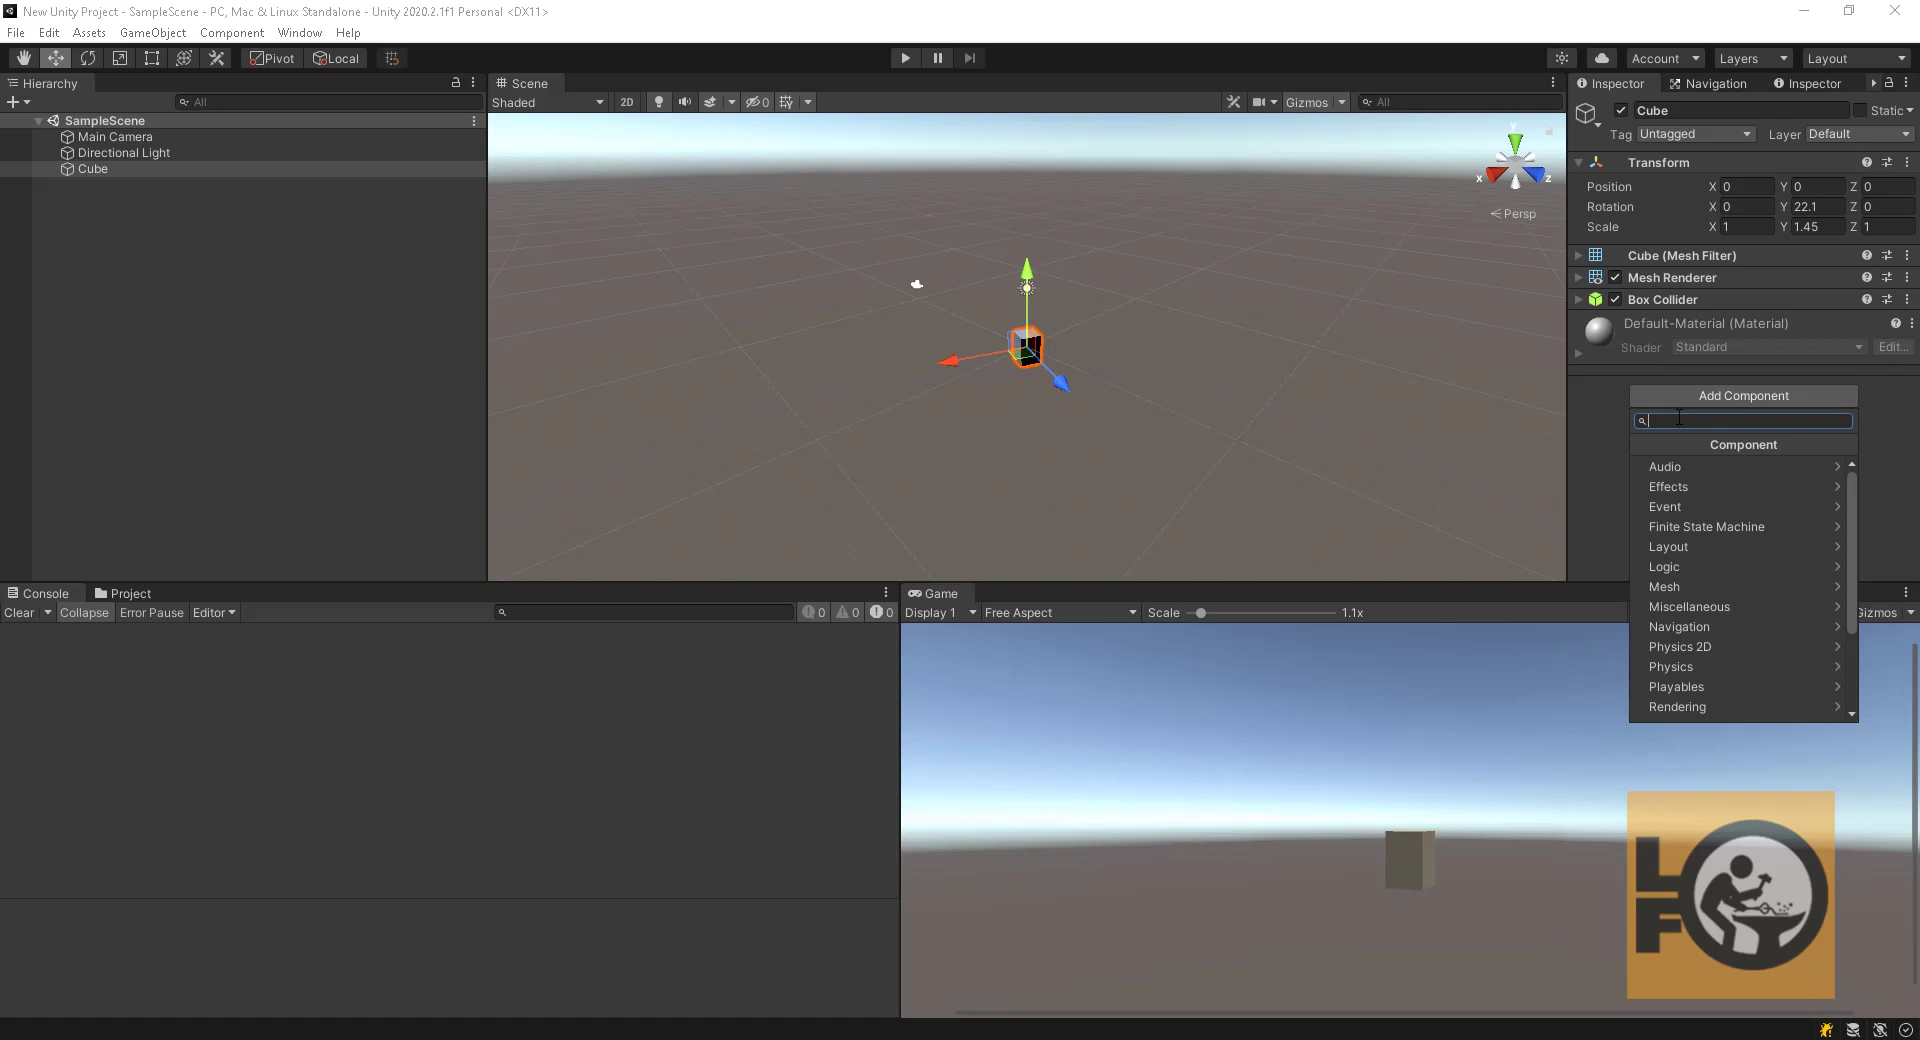 New Unity Project - SampleScene - PC, Mac & Linux Standalone - Unity 2020.2.1f1 Personal <DX11>
File Edit Assets GameObject Component Window Help
Pivot Local Account Layers Layout
Hierarchy
All
SampleScene
Main Camera
Directional Light
Cube
Scene
Shaded 2D 0 Gizmos All
y
x z
Persp
Inspector Navigation Inspector
Cube Static
Tag Untagged Layer Default
Transform
Position X 0 Y 0 Z 0
Rotation X 0 Y 22.1 Z 0
Scale X 1 Y 1.45 Z 1
Cube (Mesh Filter)
Mesh Renderer
Box Collider
Default-Material (Material)
Shader Standard Edit...
Add Component
Component
Audio
Effects
Event
Finite State Machine
Layout
Logic
Mesh
Miscellaneous
Navigation
Physics 2D
Physics
Playables
Rendering
Console Project
Clear Collapse Error Pause Editor 0 0 0
Game
Display 1 Free Aspect Scale 1.1x Gizmos
L
F